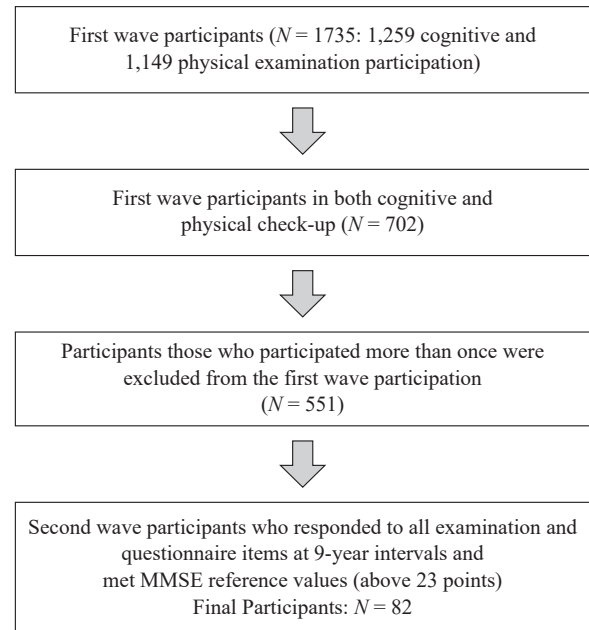 First wave participants (N = 1735: 1,259 cognitive and
1,149 physical examination participation)
First wave participants in both cognitive and
physical check-up (N = 702)
Participants those who participated more than once were
excluded from the first wave participation
(N = 551)
Second wave participants who responded to all examination and
questionnaire items at 9-year intervals and
met MMSE reference values (above 23 points)
Final Participants: N = 82